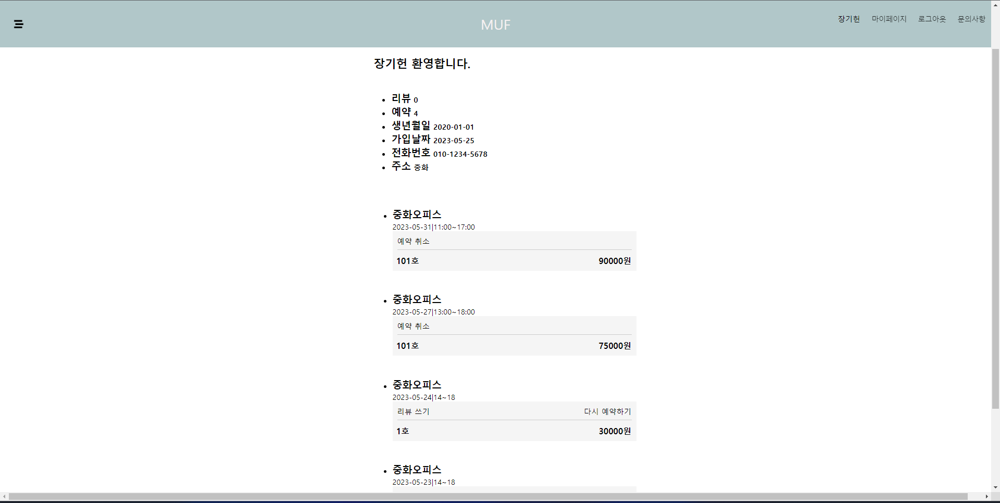 MUF
장기헌 마이페이지 로그아웃 문의사항
장기헌 환영합니다.
리뷰 0
예약 4
생년월일 2020-01-01
가입날짜 2023-05-25
전화번호 010-1234-5678
주소 중화
중화오피스
2023-05-31|11:00~17:00
예약 취소
101호 90000원
중화오피스
2023-05-27|13:00~18:00
예약 취소
101호 75000원
중화오피스
2023-05-24|14~18
리뷰 쓰기 다시 예약하기
1호 30000원
중화오피스
2023-05-23|14~18